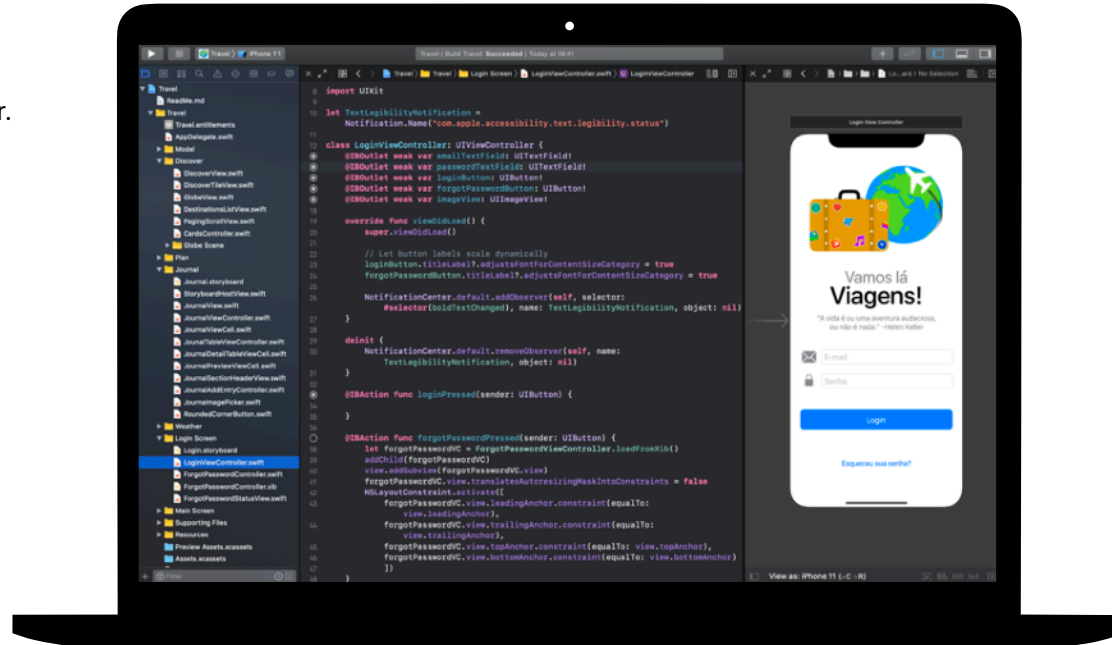 r.
Travel
iPhone 11
Travel | Build Travel: Succeeded | Today at 09:41
Travel
ReadMe.md
Travel
Travel.entitlements
AppDelegate.swift
Model
Discover
DiscoverView.swift
DiscoverTileView.swift
GlobeView.swift
DestinationsListView.swift
PagingScrollView.swift
CardsController.swift
Globe Scene
Plan
Journal
Journal.storyboard
StoryboardHostView.swift
JournalView.swift
JournalViewController.swift
JournalViewCell.swift
JounalTableViewController.swift
JournalDetailTableViewCell.swift
JournalPreviewViewCell.swift
JournalSectionHeaderView.swift
JournalAddEntryController.swift
JournalImagePicker.swift
RoundedCornerButton.swift
Weather
Login Screen
Login.storyboard
LoginViewController.swift
ForgotPasswordController.swift
ForgotPasswordController.xib
ForgotPasswordStatusView.swift
Main Screen
Supporting Files
Resources
Preview Assets.xcassets
Assets.xcassets
Filter
Travel > Travel > Login Screen > LoginViewController.swift > LoginViewController
import UIKit
let TextLegibilityNotification =
Notification.Name("com.apple.accessibility.text.legibility.status")
class LoginViewController: UIViewController {
@IBOutlet weak var emailTextField: UITextField!
@IBOutlet weak var passwordTextField: UITextField!
@IBOutlet weak var loginButton: UIButton!
@IBOutlet weak var forgotPasswordButton: UIButton!
@IBOutlet weak var imageView: UIImageView!
override func viewDidLoad() {
super.viewDidLoad()
// Let button labels scale dynamically
loginButton.titleLabel?.adjustsFontForContentSizeCategory = true
forgotPasswordButton.titleLabel?.adjustsFontForContentSizeCategory = true
NotificationCenter.default.addObserver(self, selector:
#selector(boldTextChanged), name: TextLegibilityNotification, object: nil)
}
deinit {
NotificationCenter.default.removeObserver(self, name:
TextLegibilityNotification, object: nil)
}
@IBAction func loginPressed(sender: UIButton) {
}
@IBAction func forgotPasswordPressed(sender: UIButton) {
let forgotPasswordVC = ForgotPasswordViewController.loadFromXib()
addChild(forgotPasswordVC)
view.addSubview(forgotPasswordVC.view)
forgotPasswordVC.view.translatesAutoresizingMaskIntoConstraints = false
NSLayoutConstraint.activate([
forgotPasswordVC.view.leadingAnchor.constraint(equalTo:
view.leadingAnchor),
forgotPasswordVC.view.trailingAnchor.constraint(equalTo:
view.trailingAnchor),
forgotPasswordVC.view.topAnchor.constraint(equalTo: view.topAnchor),
forgotPasswordVC.view.bottomAnchor.constraint(equalTo: view.bottomAnchor)
])
}
No Selection
Login View Controller
Vamos lá
Viagens!
"A vida é ou uma aventura audaciosa,
ou não é nada." -Helen Keller
E-mail
Senha
Login
Esqueceu sua senha?
View as: iPhone 11 (wC hR)